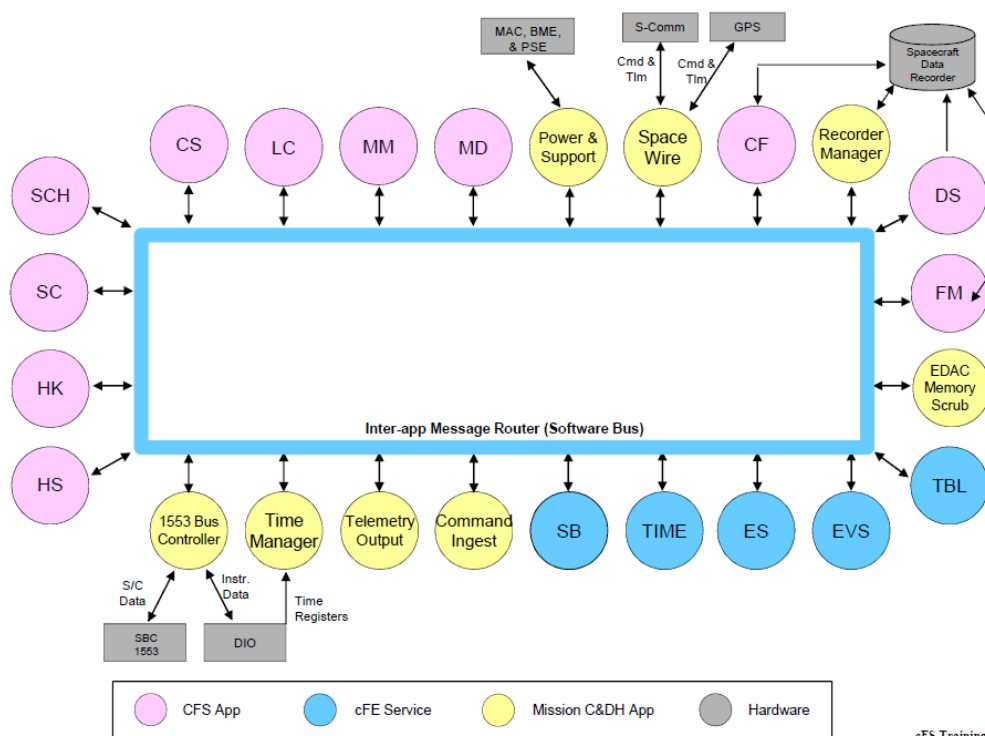 MAC, BME,
& PSE
S-Comm
GPS
Spacecraft
Data
Recorder
Cmd &
Tlm
Cmd &
Tlm
CS
LC
MM
MD
Power &
Support
Space
Wire
CF
Recorder
Manager
SCH
DS
SC
FM
HK
EDAC
Memory
Scrub
Inter-app Message Router (Software Bus)
HS
TBL
1553 Bus
Controller
Time
Manager
Telemetry
Output
Command
Ingest
SB
TIME
ES
EVS
S/C
Data
Instr.
Data
Time
Registers
SBC
1553
DIO
CFS App
cFE Service
Mission C&DH App
Hardware
cFS Training